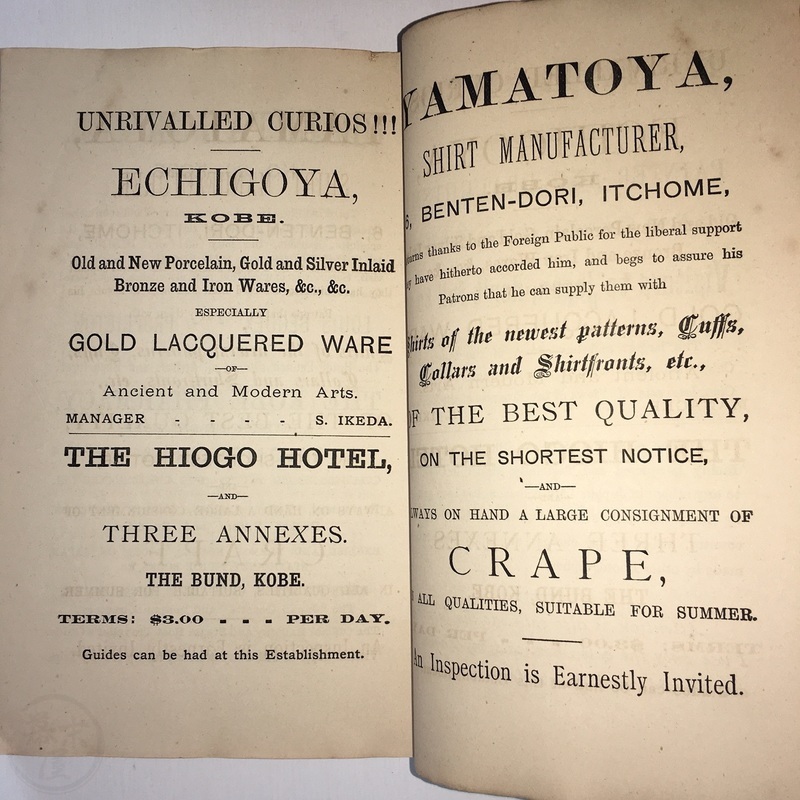 UNRIVALLED CURIOS!!!
ECHIGOYA,
KOBE.
Old and New Porcelain, Gold and Silver Inlaid
Bronze and Iron Wares, &c., &c.
ESPECIALLY
GOLD LACQUERED WARE
—OF—
Ancient and Modern Arts.
MANAGER - - - - S. IKEDA.
THE HIOGO HOTEL,
—AND—
THREE ANNEXES.
THE BUND, KOBE.
TERMS: $3.00 - - - PER DAY.
Guides can be had at this Establishment.
YAMATOYA,
SHIRT MANUFACTURER,
BENTEN-DORI, ITCHOME,
thanks to the Foreign Public for the liberal support
have hitherto accorded him, and begs to assure his
Patrons that he can supply them with
Shirts of the newest patterns, Cuffs,
Collars and Shirtfronts, etc.,
OF THE BEST QUALITY,
ON THE SHORTEST NOTICE,
—AND—
ALWAYS ON HAND A LARGE CONSIGNMENT OF
CRAPE,
ALL QUALITIES, SUITABLE FOR SUMMER.
An Inspection is Earnestly Invited.